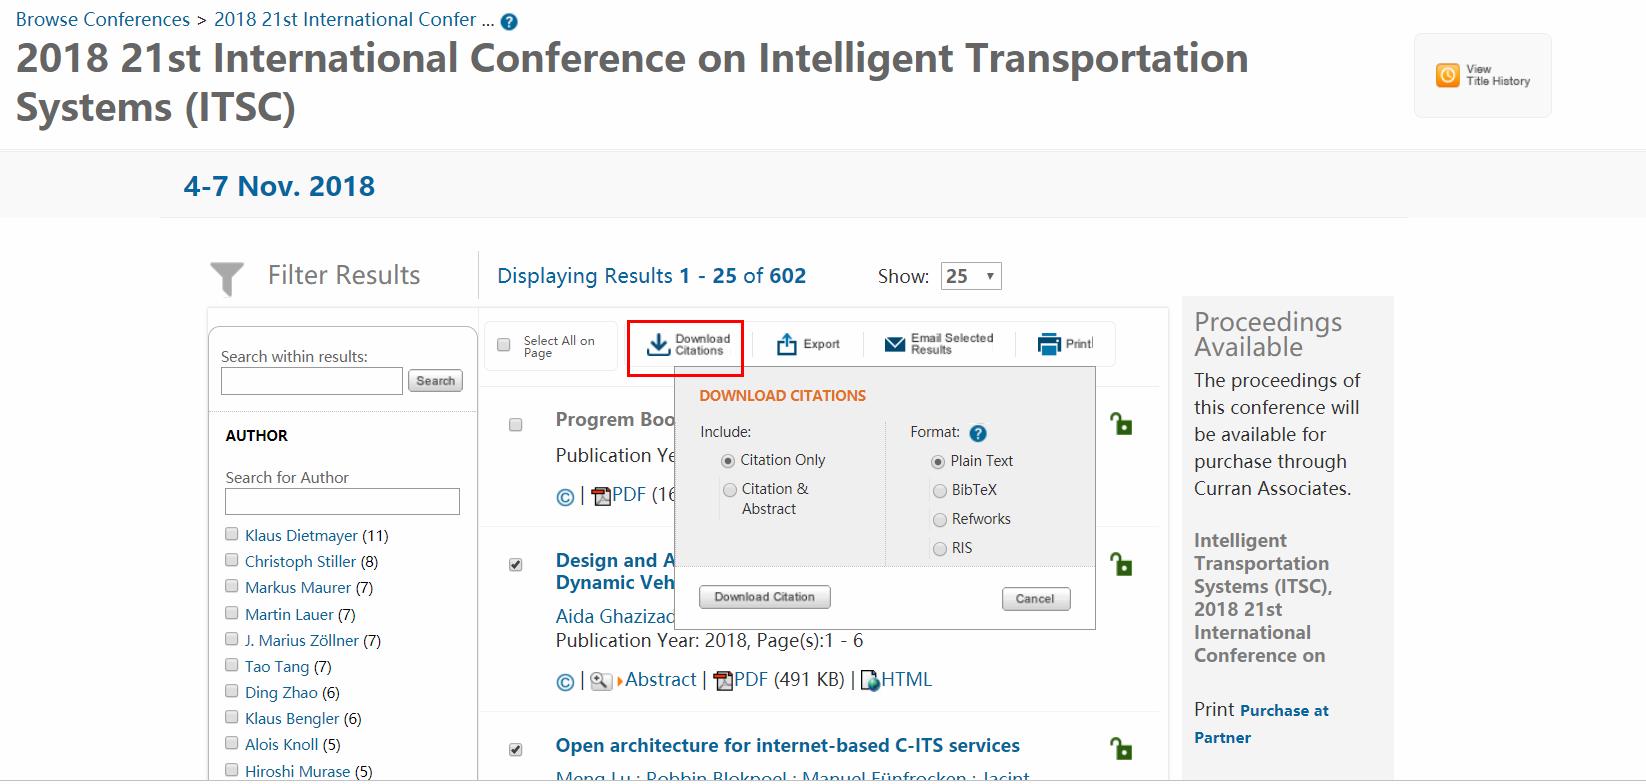 Browse Conferences > 2018 21st International Confer ... ?
2018 21st International Conference on Intelligent Transportation
Systems (ITSC)
View
Title History
4-7 Nov. 2018
Filter Results
Displaying Results 1 - 25 of 602
Show: 25
Search within results:
Search
AUTHOR
Search for Author
Klaus Dietmayer (11)
Christoph Stiller (8)
Markus Maurer (7)
Martin Lauer (7)
J. Marius Zöllner (7)
Tao Tang (7)
Ding Zhao (6)
Klaus Bengler (6)
Alois Knoll (5)
Hiroshi Murase (5)
Select All on
Page
Download
Citations
Export
Email Selected
Results
Print
DOWNLOAD CITATIONS
Include:
Citation Only
Citation &
Abstract
Format: ?
Plain Text
BibTeX
Refworks
RIS
Download Citation
Cancel
Progrem Boo
Publication Ye
© | PDF (16
Design and A
Dynamic Veh
Aida Ghazizad
Publication Year: 2018, Page(s):1 - 6
© | Abstract | PDF (491 KB) | HTML
Open architecture for internet-based C-ITS services
Meng Lu ; Robbin Blokpoel ; Manuel Fünfrocken ; Jacint
Proceedings
Available
The proceedings of
this conference will
be available for
purchase through
Curran Associates.
Intelligent
Transportation
Systems (ITSC),
2018 21st
International
Conference on
Print Purchase at
Partner